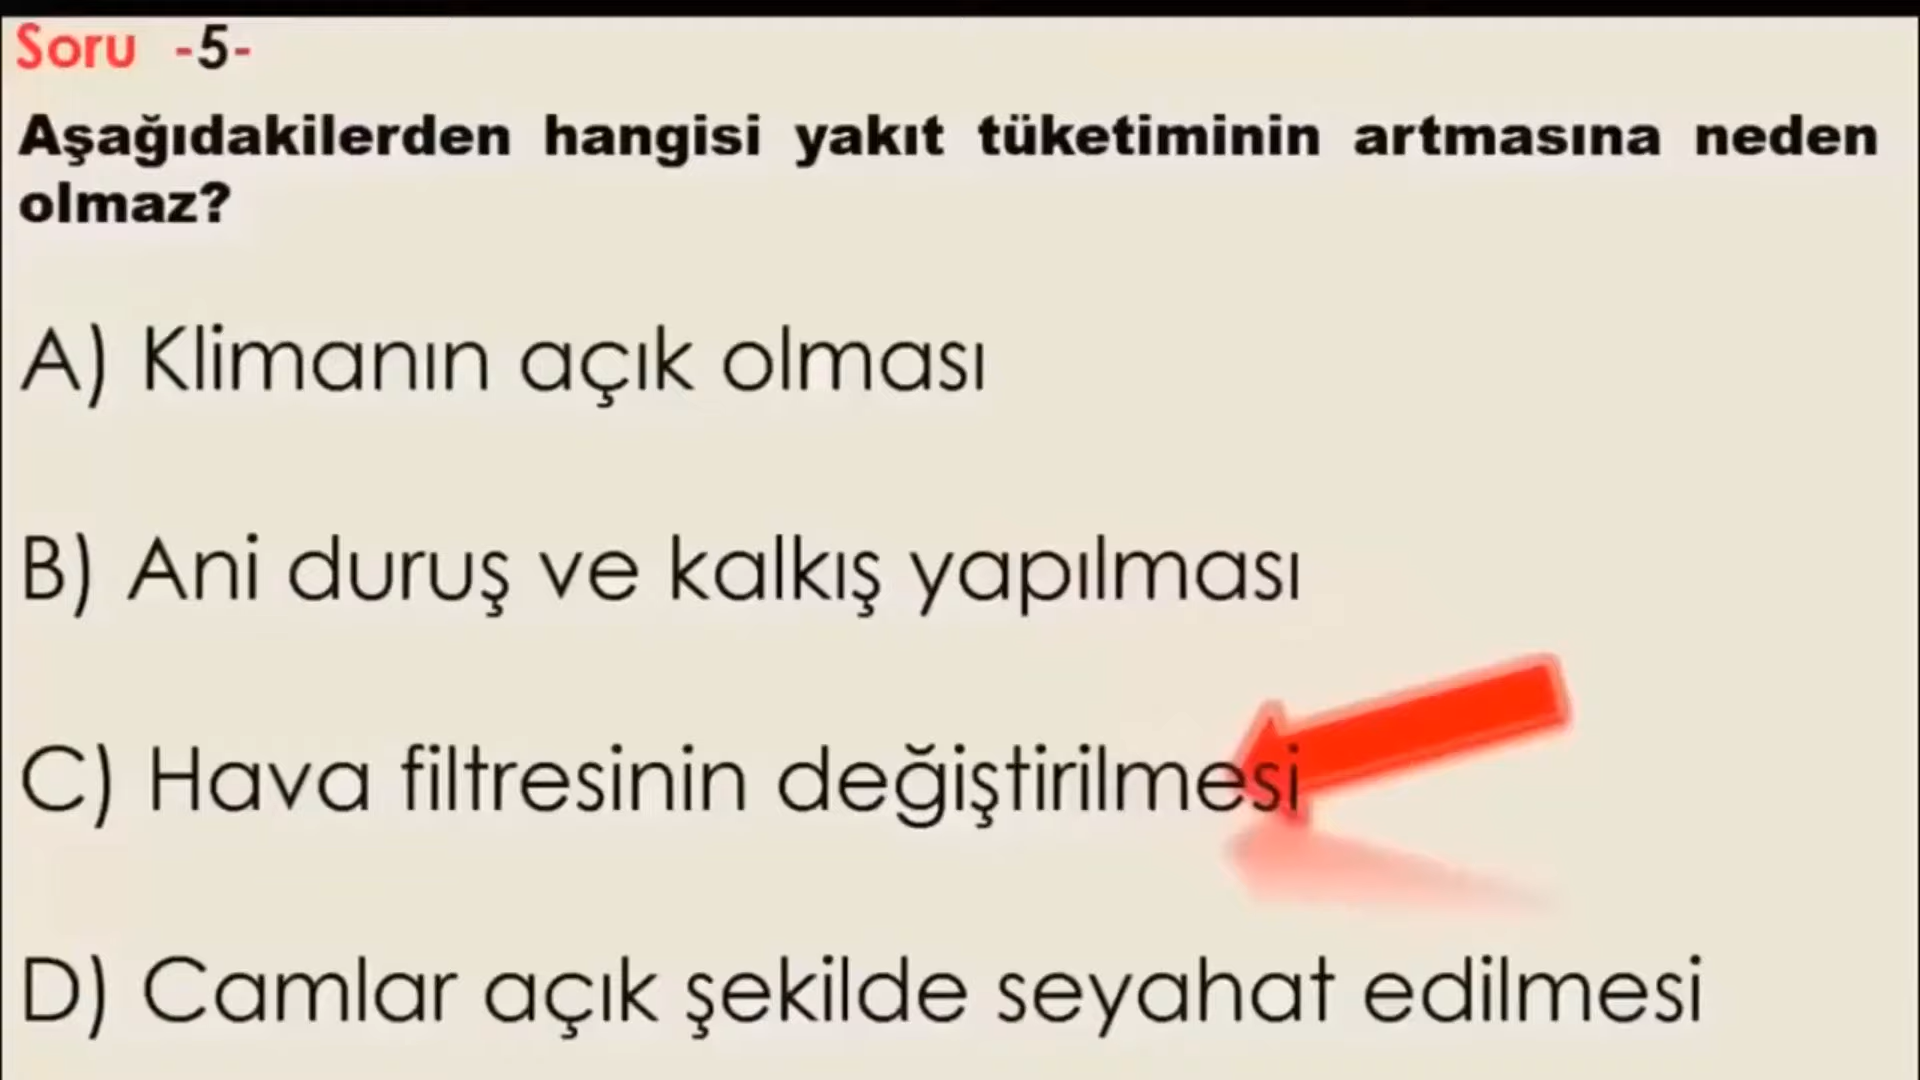 Soru -5-
Aşağıdakilerden hangisi yakıt tüketiminin artmasına neden
olmaz?
A) Klimanın açık olması
B) Ani duruş ve kalkış yapılması
C) Hava filtresinin değiştirilmesi
D) Camlar açık şekilde seyahat edilmesi